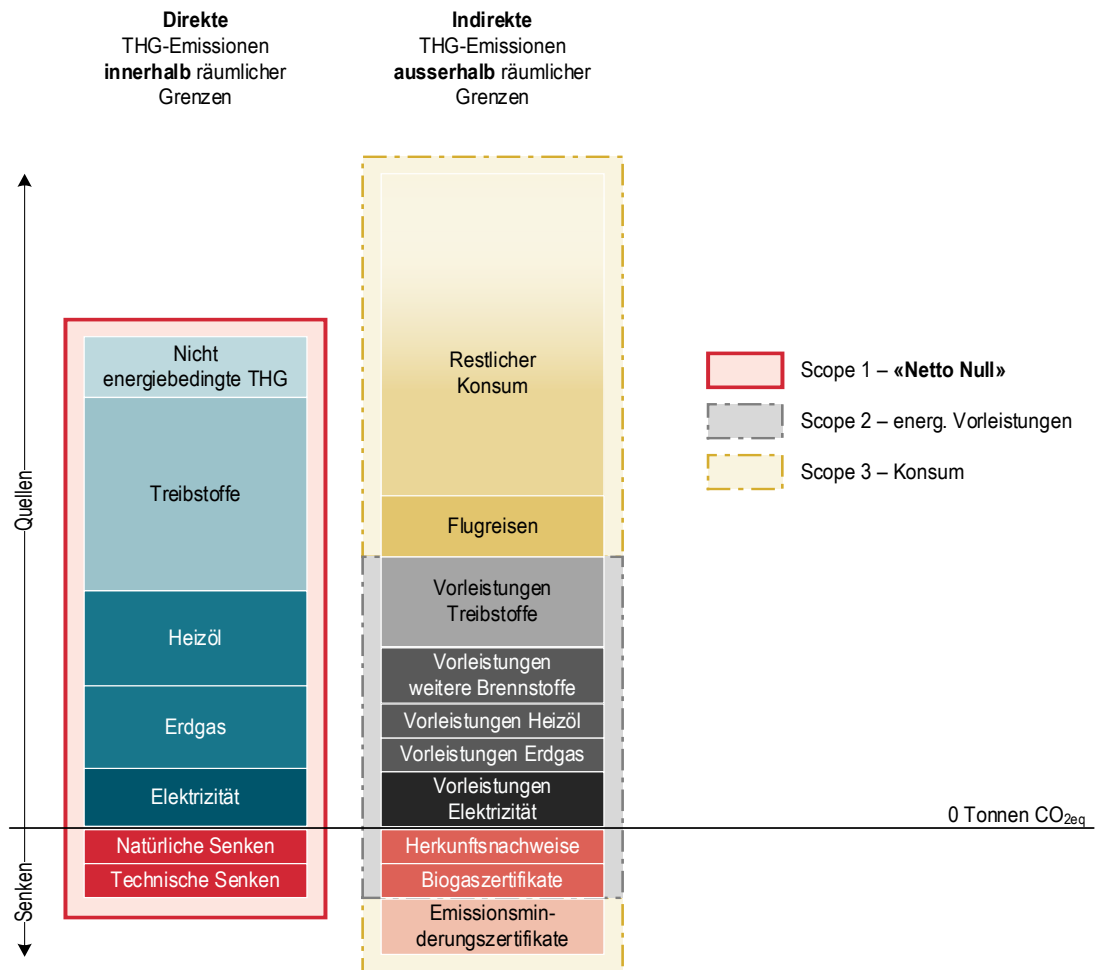 Direkte
THG-Emissionen
innerhalb räumlicher
Grenzen
Indirekte
THG-Emissionen
ausserhalb räumlicher
Grenzen
Quellen
Senken
Nicht
energiebedingte THG
Treibstoffe
Heizöl
Erdgas
Elektrizität
Natürliche Senken
Technische Senken
Restlicher
Konsum
Flugreisen
Vorleistungen
Treibstoffe
Vorleistungen
weitere Brennstoffe
Vorleistungen Heizöl
Vorleistungen Erdgas
Vorleistungen
Elektrizität
Herkunftsnachweise
Biogaszertifikate
Emissionsmin-
derungszertifikate
Scope 1 – «Netto Null»
Scope 2 – energ. Vorleistungen
Scope 3 – Konsum
0 Tonnen CO2eq